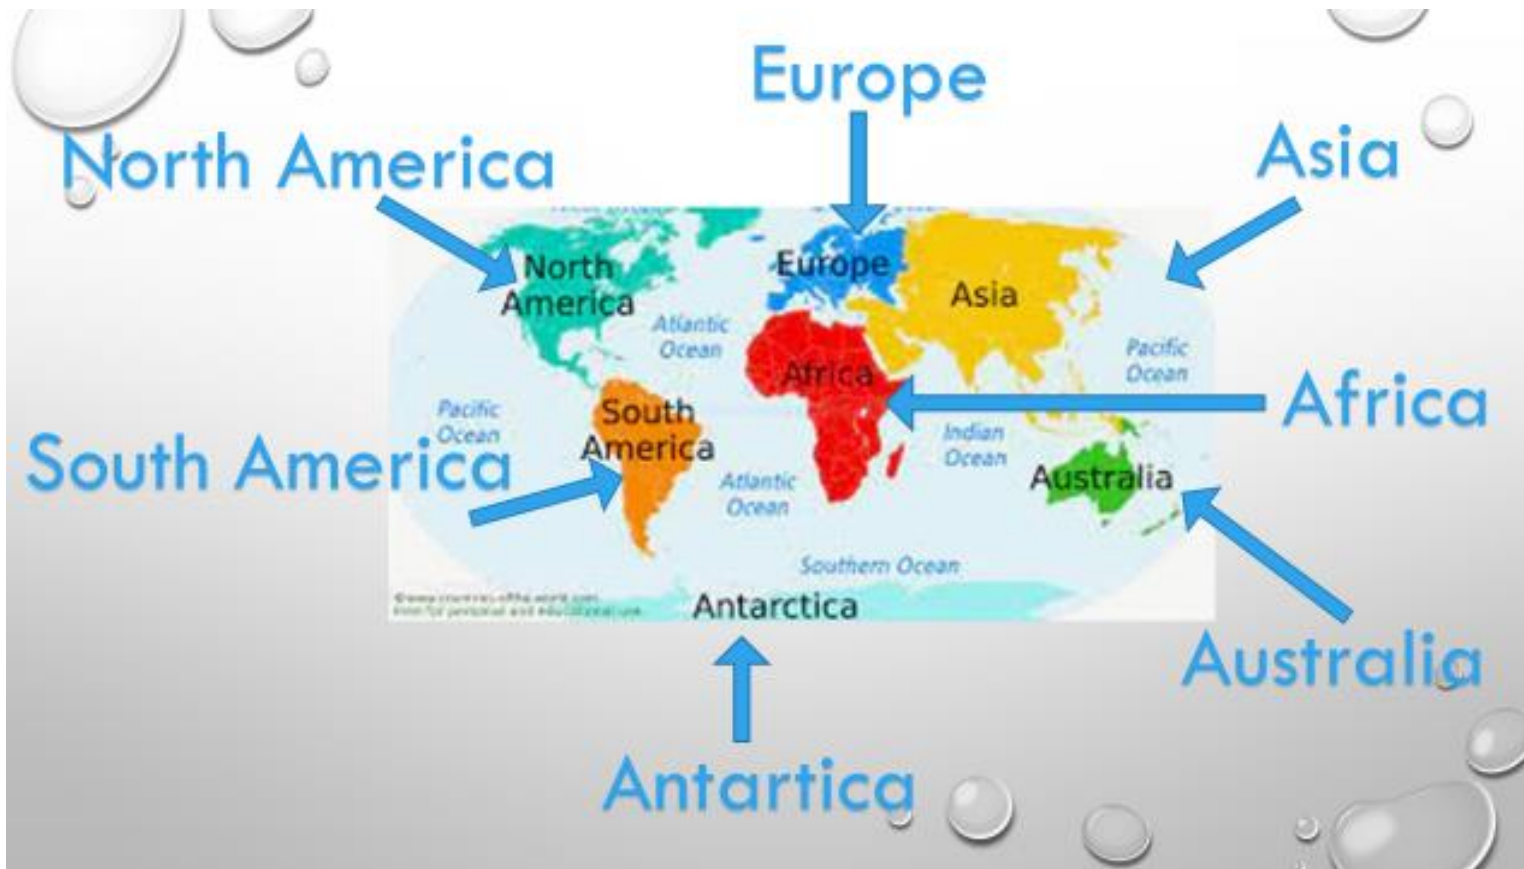 Europe
Asia
North America
North
America
Europe
Asia
Atlantic
Ocean
Pacific
Ocean
Africa
Africa
South
America
Pacific
Ocean
Indian
Ocean
South America
Australia
Atlantic
Ocean
Southern Ocean
Antarctica
Australia
Antartica